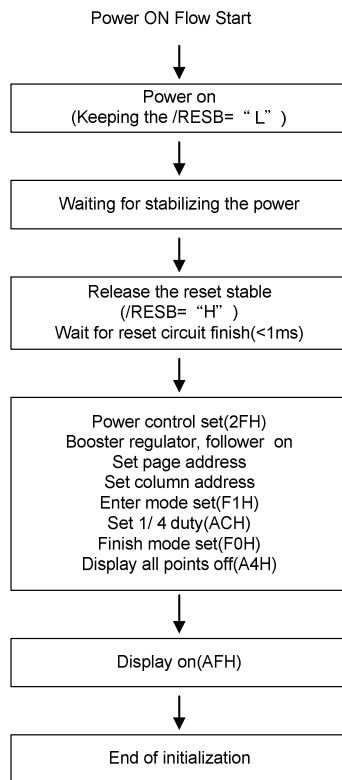 Power ON Flow Start
Power on
(Keeping the /RESB= “L”)
Waiting for stabilizing the power
Release the reset stable
(/RESB= “H”)
Wait for reset circuit finish(<1ms)
Power control set(2FH)
Booster regulator, follower on
Set page address
Set column address
Enter mode set(F1H)
Set 1/ 4 duty(ACH)
Finish mode set(F0H)
Display all points off(A4H)
Display on(AFH)
End of initialization